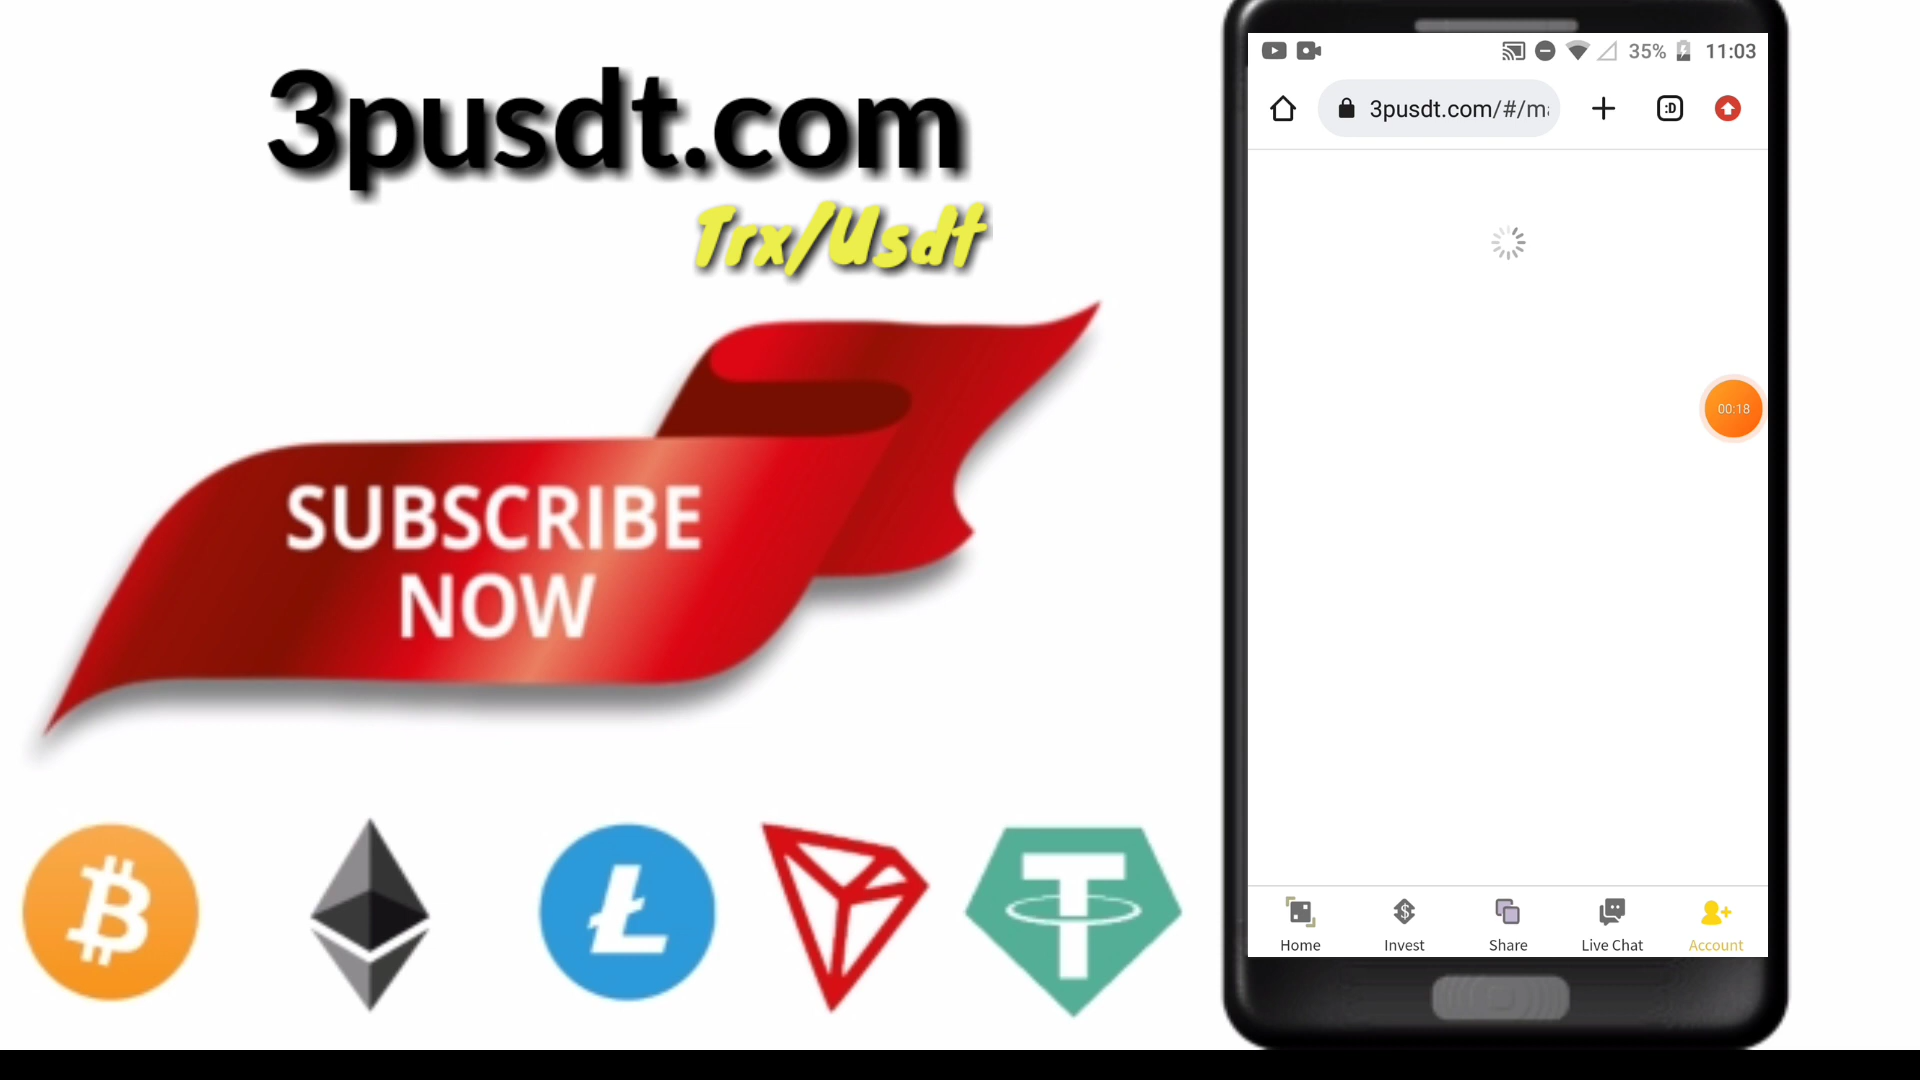 3pusdt.com
Trx/Usdt
SUBSCRIBE
NOW
35% 11:03
3pusdt.com/#/ma
:D
00:18
Home Invest Share Live Chat Account